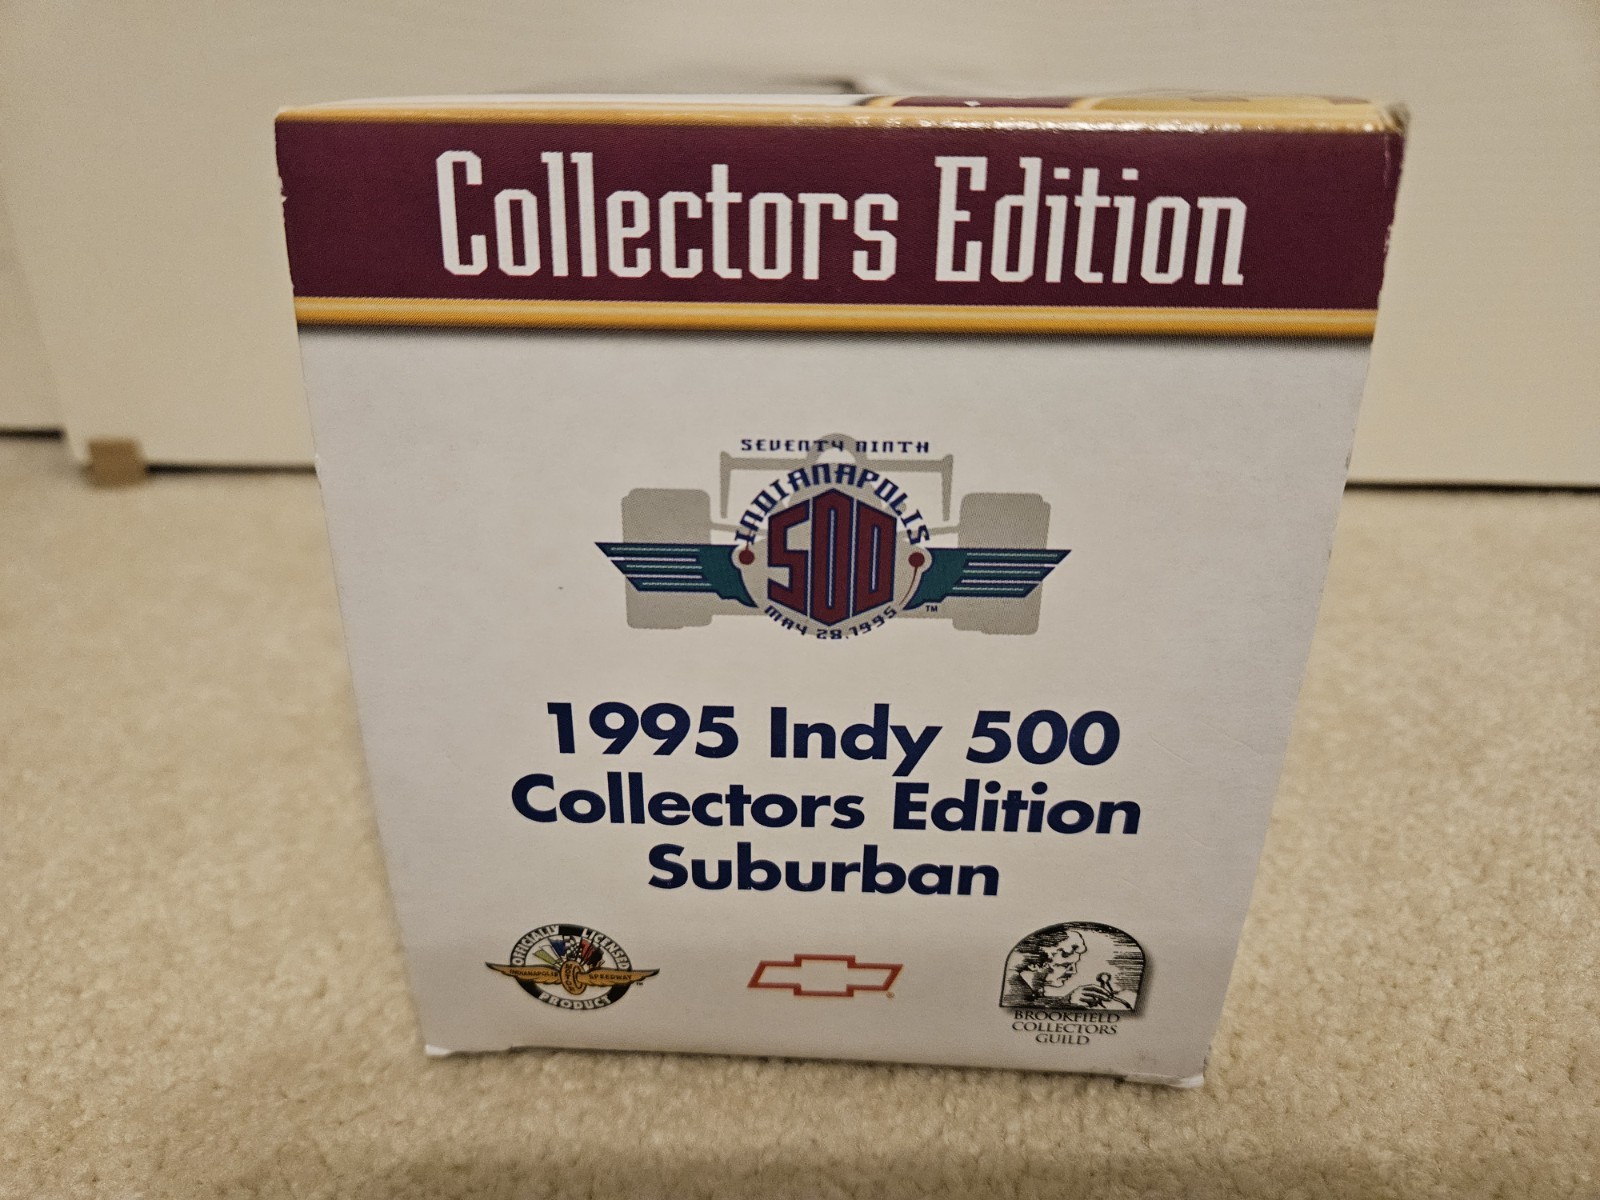 Collectors Edition
SEVENTY NINTH
INDIANAPOLIS
500
MAY 28, 1995
TM
1995 Indy 500
Collectors Edition
Suburban
OFFICIALLY LICENSED
INDIANAPOLIS MOTOR SPEEDWAY
PRODUCT
BROOKFIELD
COLLECTORS
GUILD